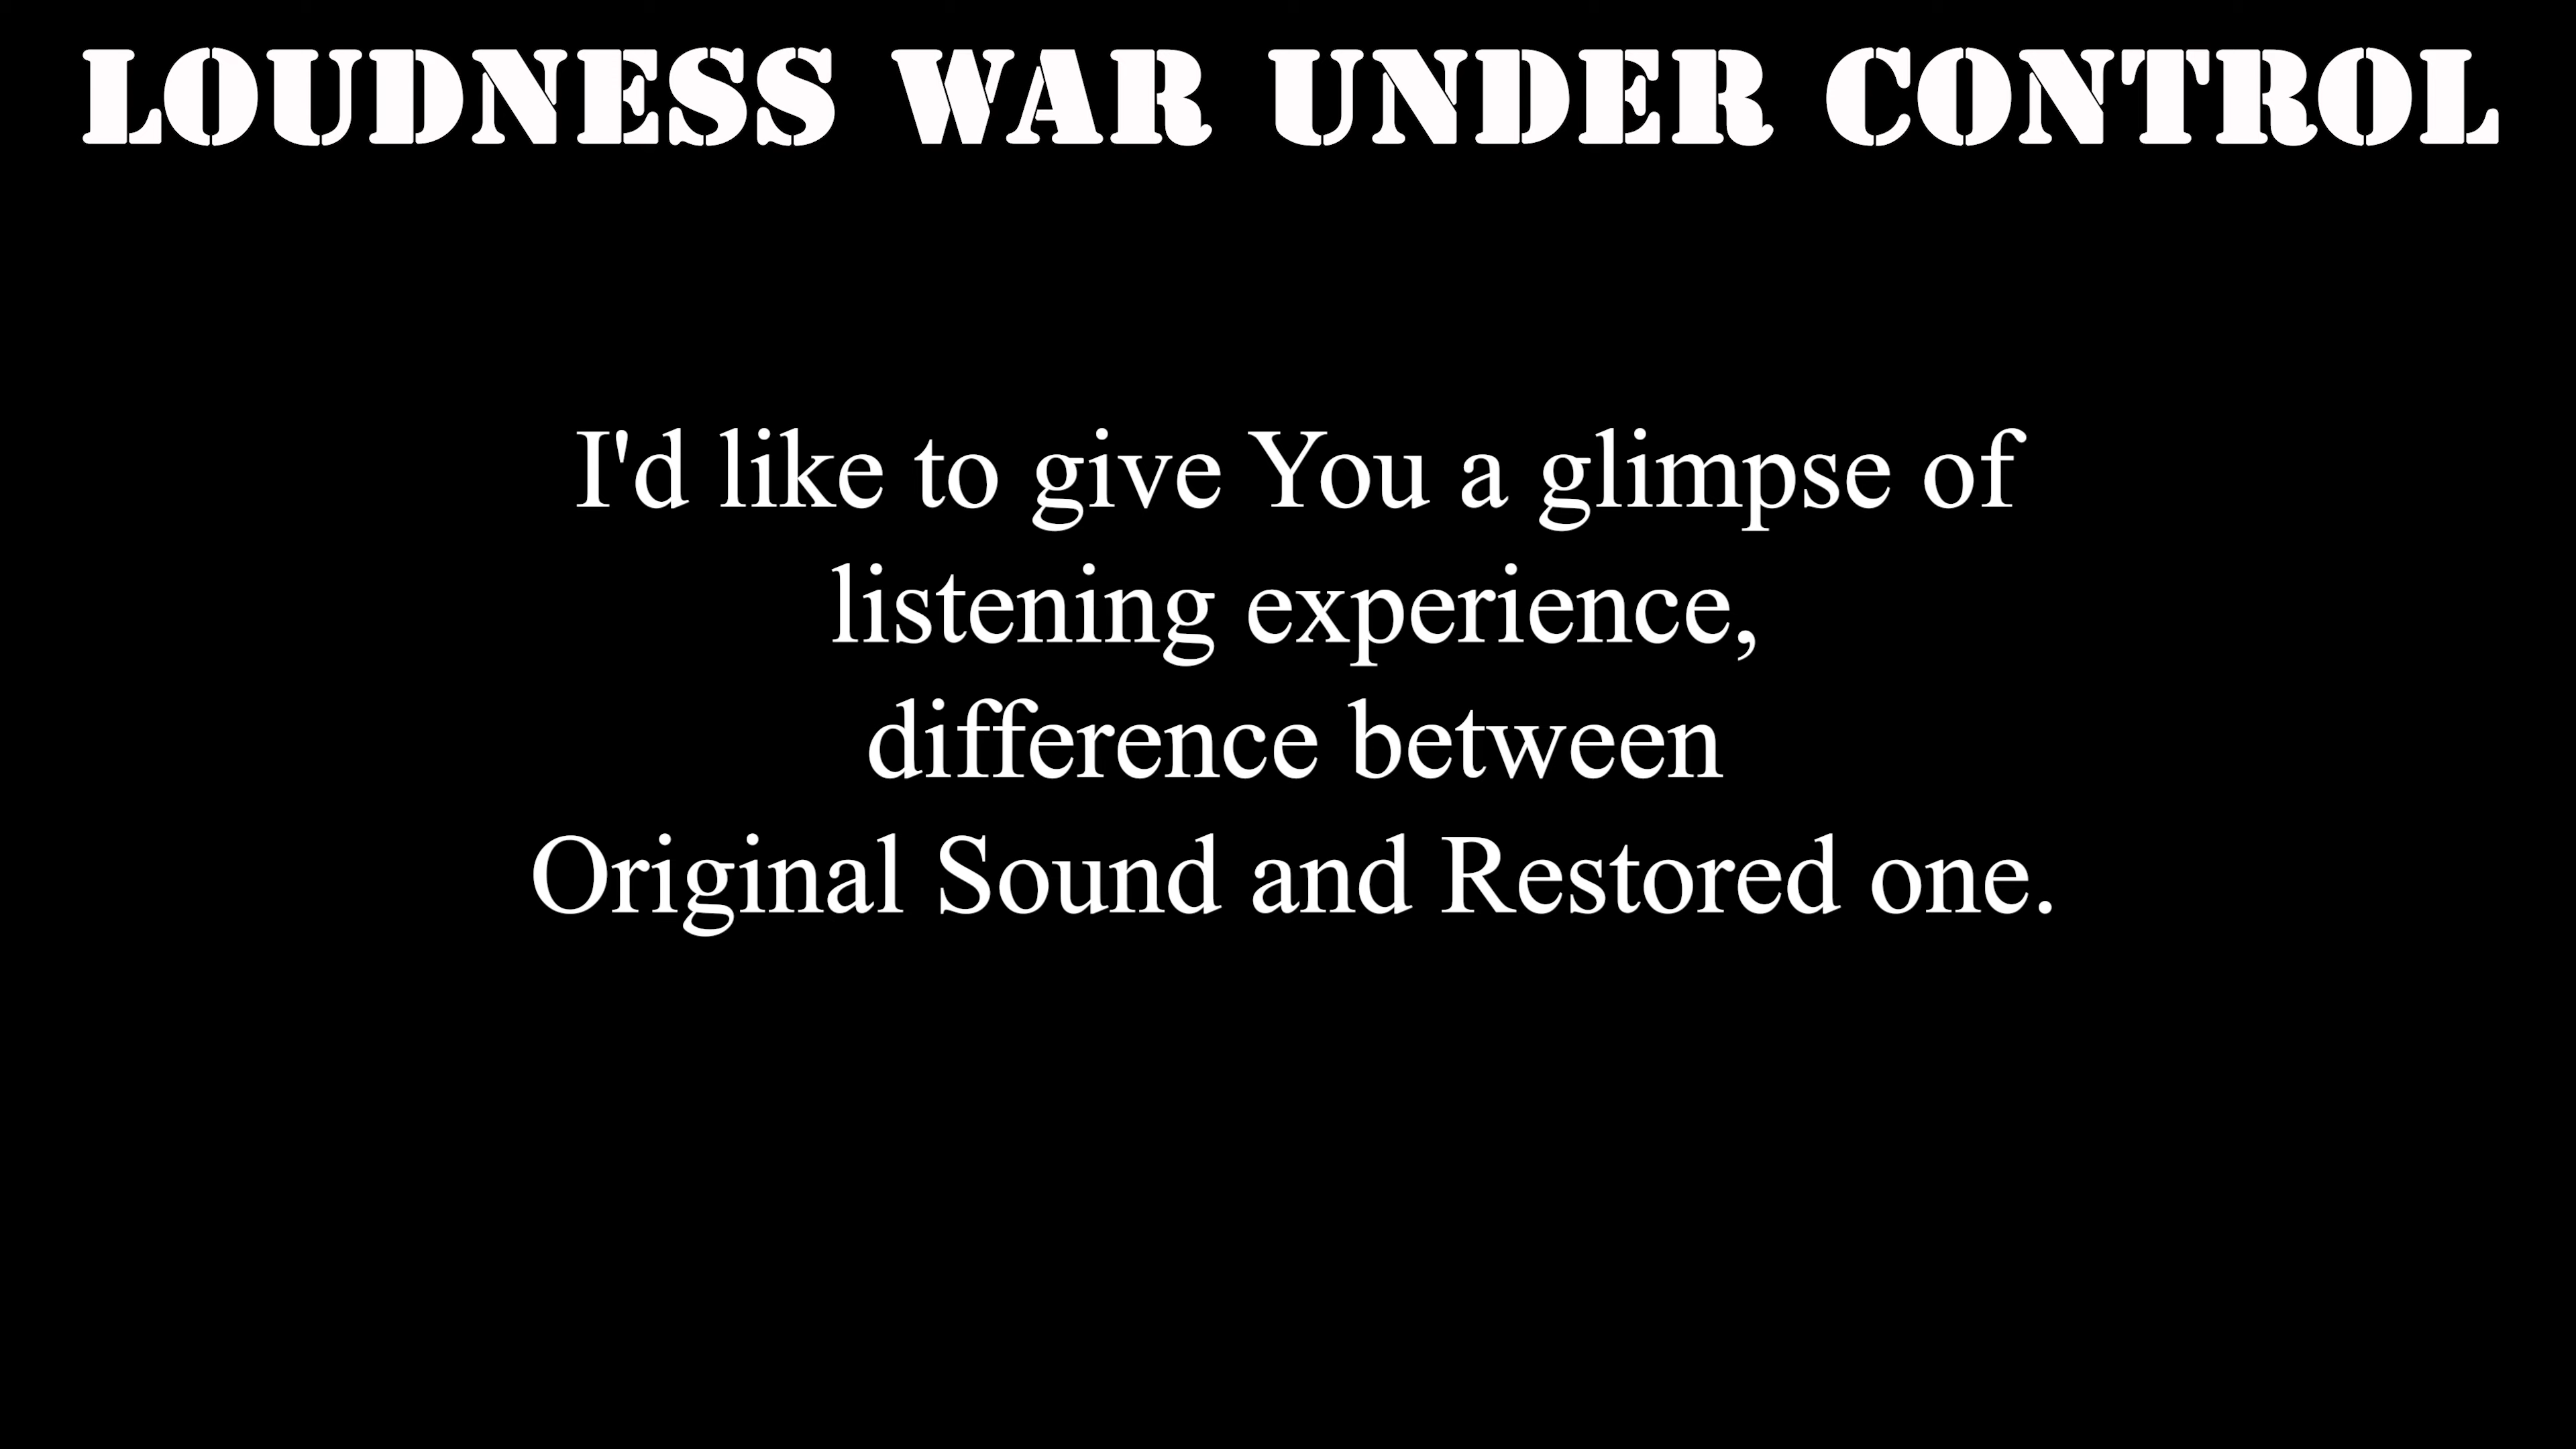 LOUDNESS WAR UNDER CONTROL
I'd like to give You a glimpse of
listening experience,
difference between
Original Sound and Restored one.